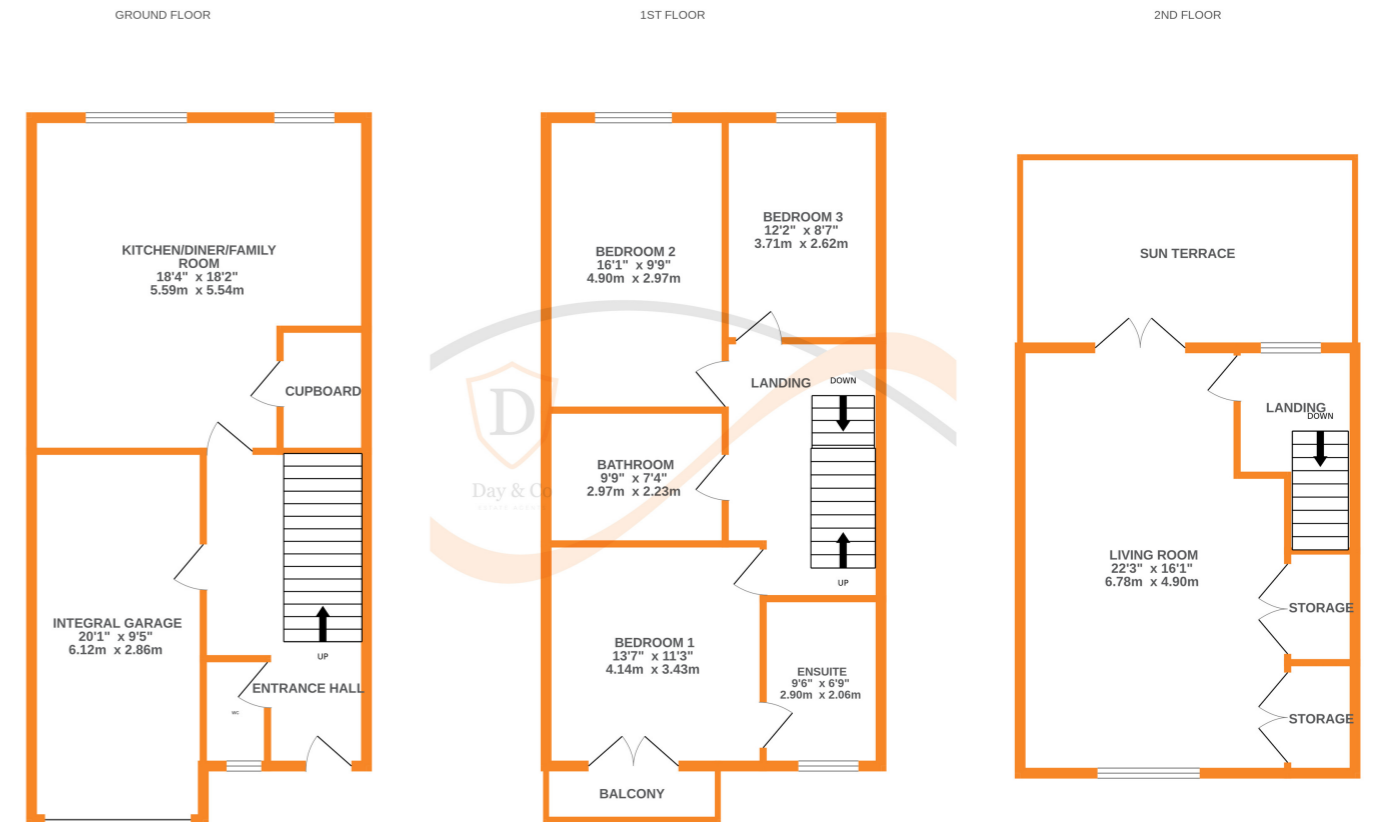 GROUND FLOOR
KITCHEN/DINER/FAMILY
ROOM
18'4" x 18'2"
5.59m x 5.54m
CUPBOARD
INTEGRAL GARAGE
20'1" x 9'5"
6.12m x 2.86m
UP
ENTRANCE HALL
WC
1ST FLOOR
BEDROOM 2
16'1" x 9'9"
4.90m x 2.97m
BEDROOM 3
12'2" x 8'7"
3.71m x 2.62m
LANDING
DOWN
BATHROOM
9'9" x 7'4"
2.97m x 2.23m
UP
BEDROOM 1
13'7" x 11'3"
4.14m x 3.43m
ENSUITE
9'6" x 6'9"
2.90m x 2.06m
BALCONY
D
Day & Co
2ND FLOOR
SUN TERRACE
LANDING
DOWN
LIVING ROOM
22'3" x 16'1"
6.78m x 4.90m
STORAGE
STORAGE